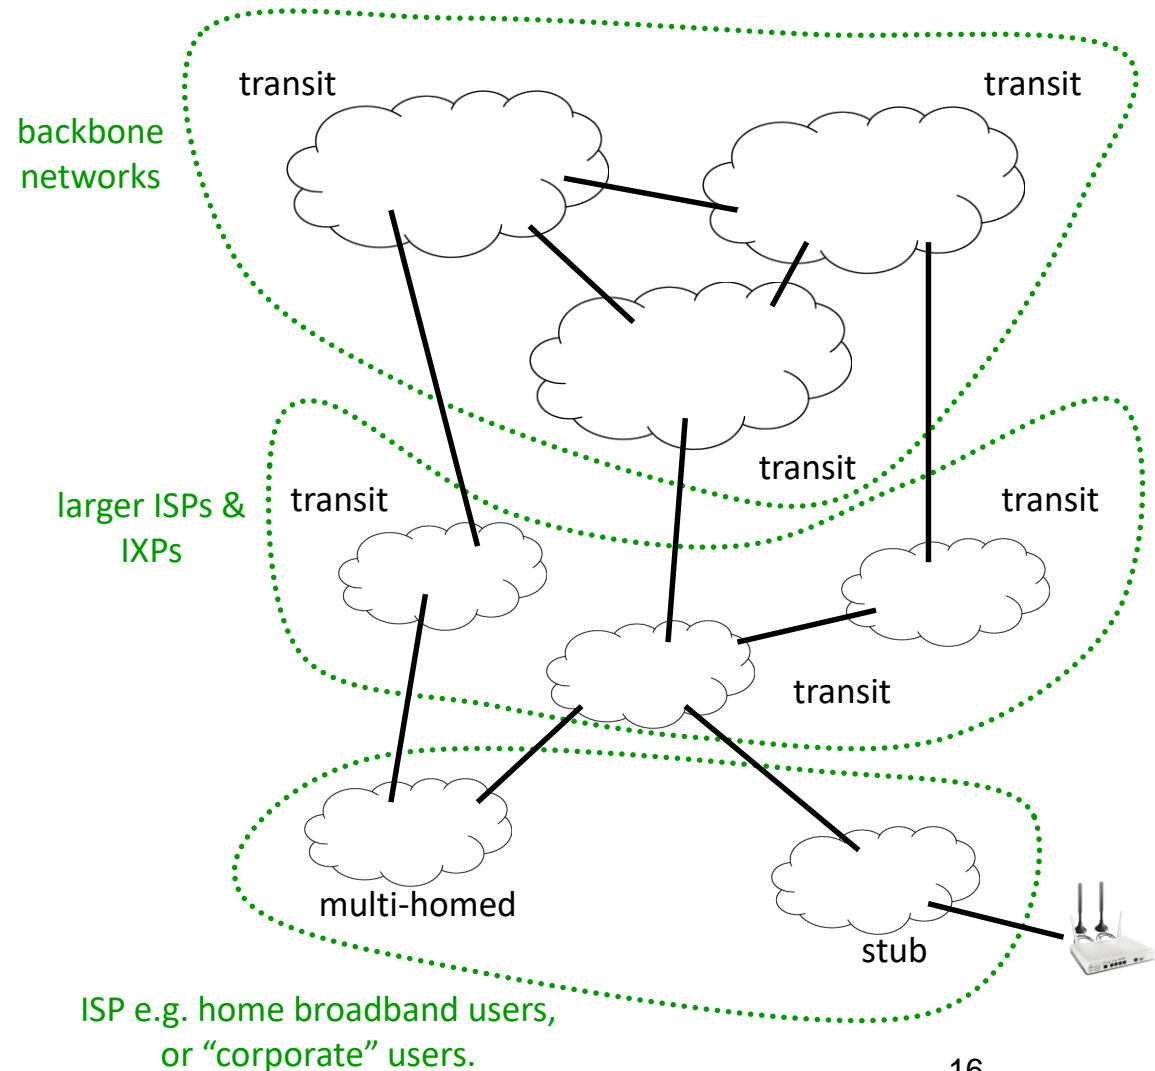 transit
transit
backbone
networks
transit
larger ISPs &
IXPs
transit
transit
transit
multi-homed
stub
ISP e.g. home broadband users,
or “corporate” users.
16